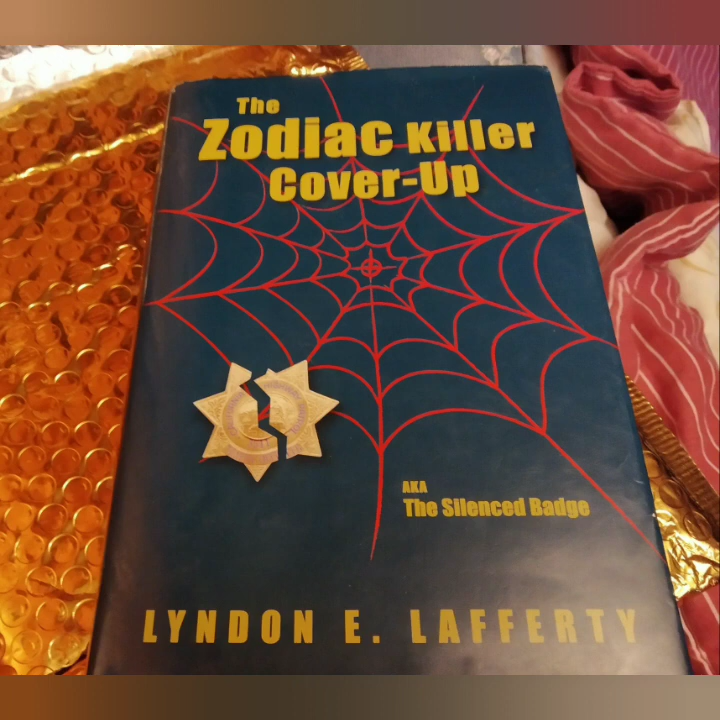 The
Zodiac Killer
Cover-Up
AKA
The Silenced Badge
LYNDON E. LAFFERTY